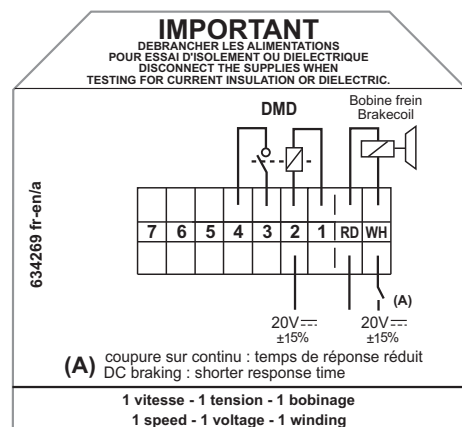 IMPORTANT
DEBRANCHER LES ALIMENTATIONS
POUR ESSAI D'ISOLEMENT OU DIELECTRIQUE
DISCONNECT THE SUPPLIES WHEN
TESTING FOR CURRENT INSULATION OR DIELECTRIC.
634269 fr-en/a
DMD
Bobine frein
Brakecoil
7 6 5 4 3 2 1 RD WH
(A)
20V ±15%
20V ±15%
(A) coupure sur continu : temps de réponse réduit
DC braking : shorter response time
1 vitesse - 1 tension - 1 bobinage
1 speed - 1 voltage - 1 winding